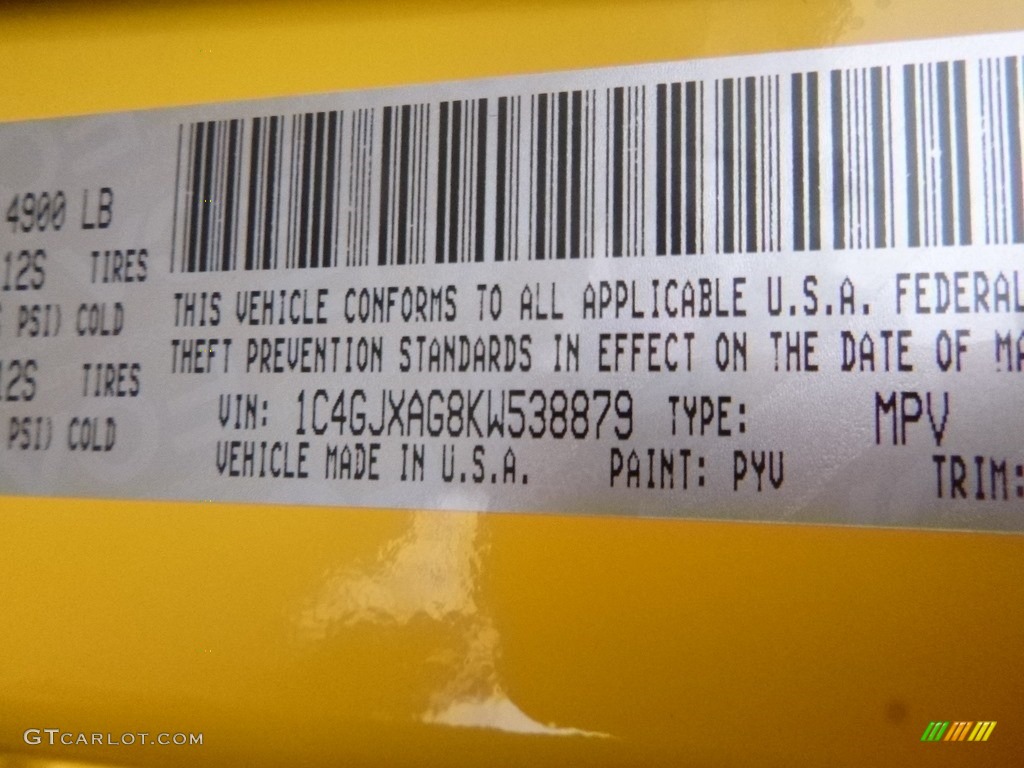 4900 LB
12S TIRES
PSI) COLD
12S TIRES
PSI) COLD
THIS VEHICLE CONFORMS TO ALL APPLICABLE U.S.A. FEDERAL
THEFT PREVENTION STANDARDS IN EFFECT ON THE DATE OF MA
VIN: 1C4GJXAG8KW538879 TYPE: MPV
VEHICLE MADE IN U.S.A. PAINT: PYV TRIM:
GTCARLOT.COM